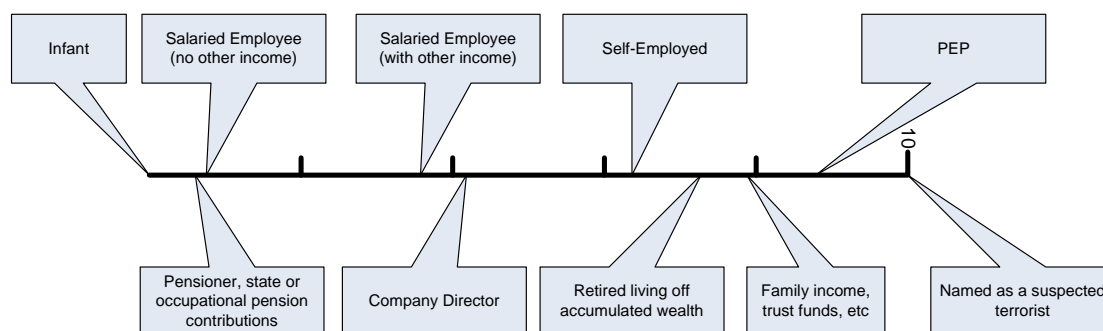 Infant
Salaried Employee
(no other income)
Salaried Employee
(with other income)
Self-Employed
PEP
10
Pensioner, state or
occupational pension
contributions
Company Director
Retired living off
accumulated wealth
Family income,
trust funds, etc
Named as a suspected
terrorist